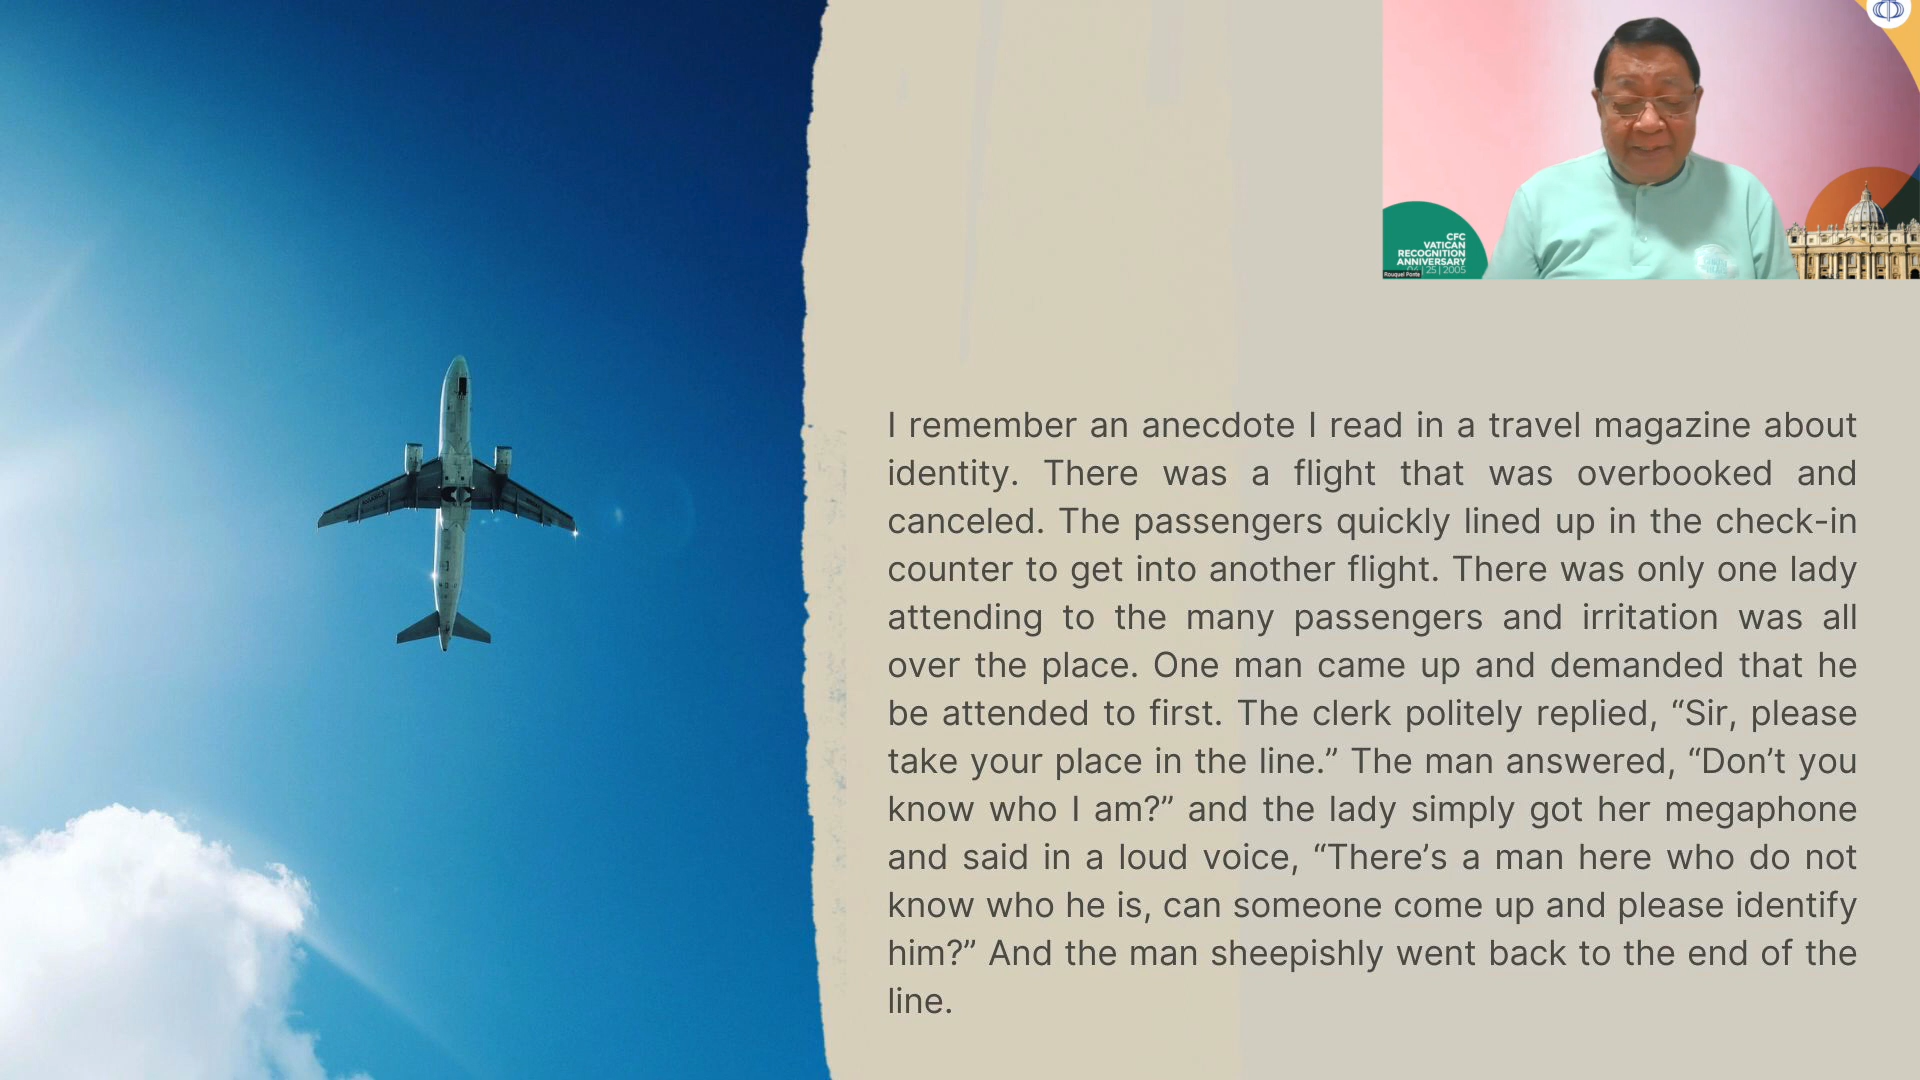 CFC
VATICAN
RECOGNITION
ANNIVERSARY
04 | 25 | 2005
Rouquel Ponte
I remember an anecdote I read in a travel magazine about
identity. There was a flight that was overbooked and
canceled. The passengers quickly lined up in the check-in
counter to get into another flight. There was only one lady
attending to the many passengers and irritation was all
over the place. One man came up and demanded that he
be attended to first. The clerk politely replied, “Sir, please
take your place in the line.” The man answered, “Don’t you
know who I am?” and the lady simply got her megaphone
and said in a loud voice, “There’s a man here who do not
know who he is, can someone come up and please identify
him?” And the man sheepishly went back to the end of the
line.